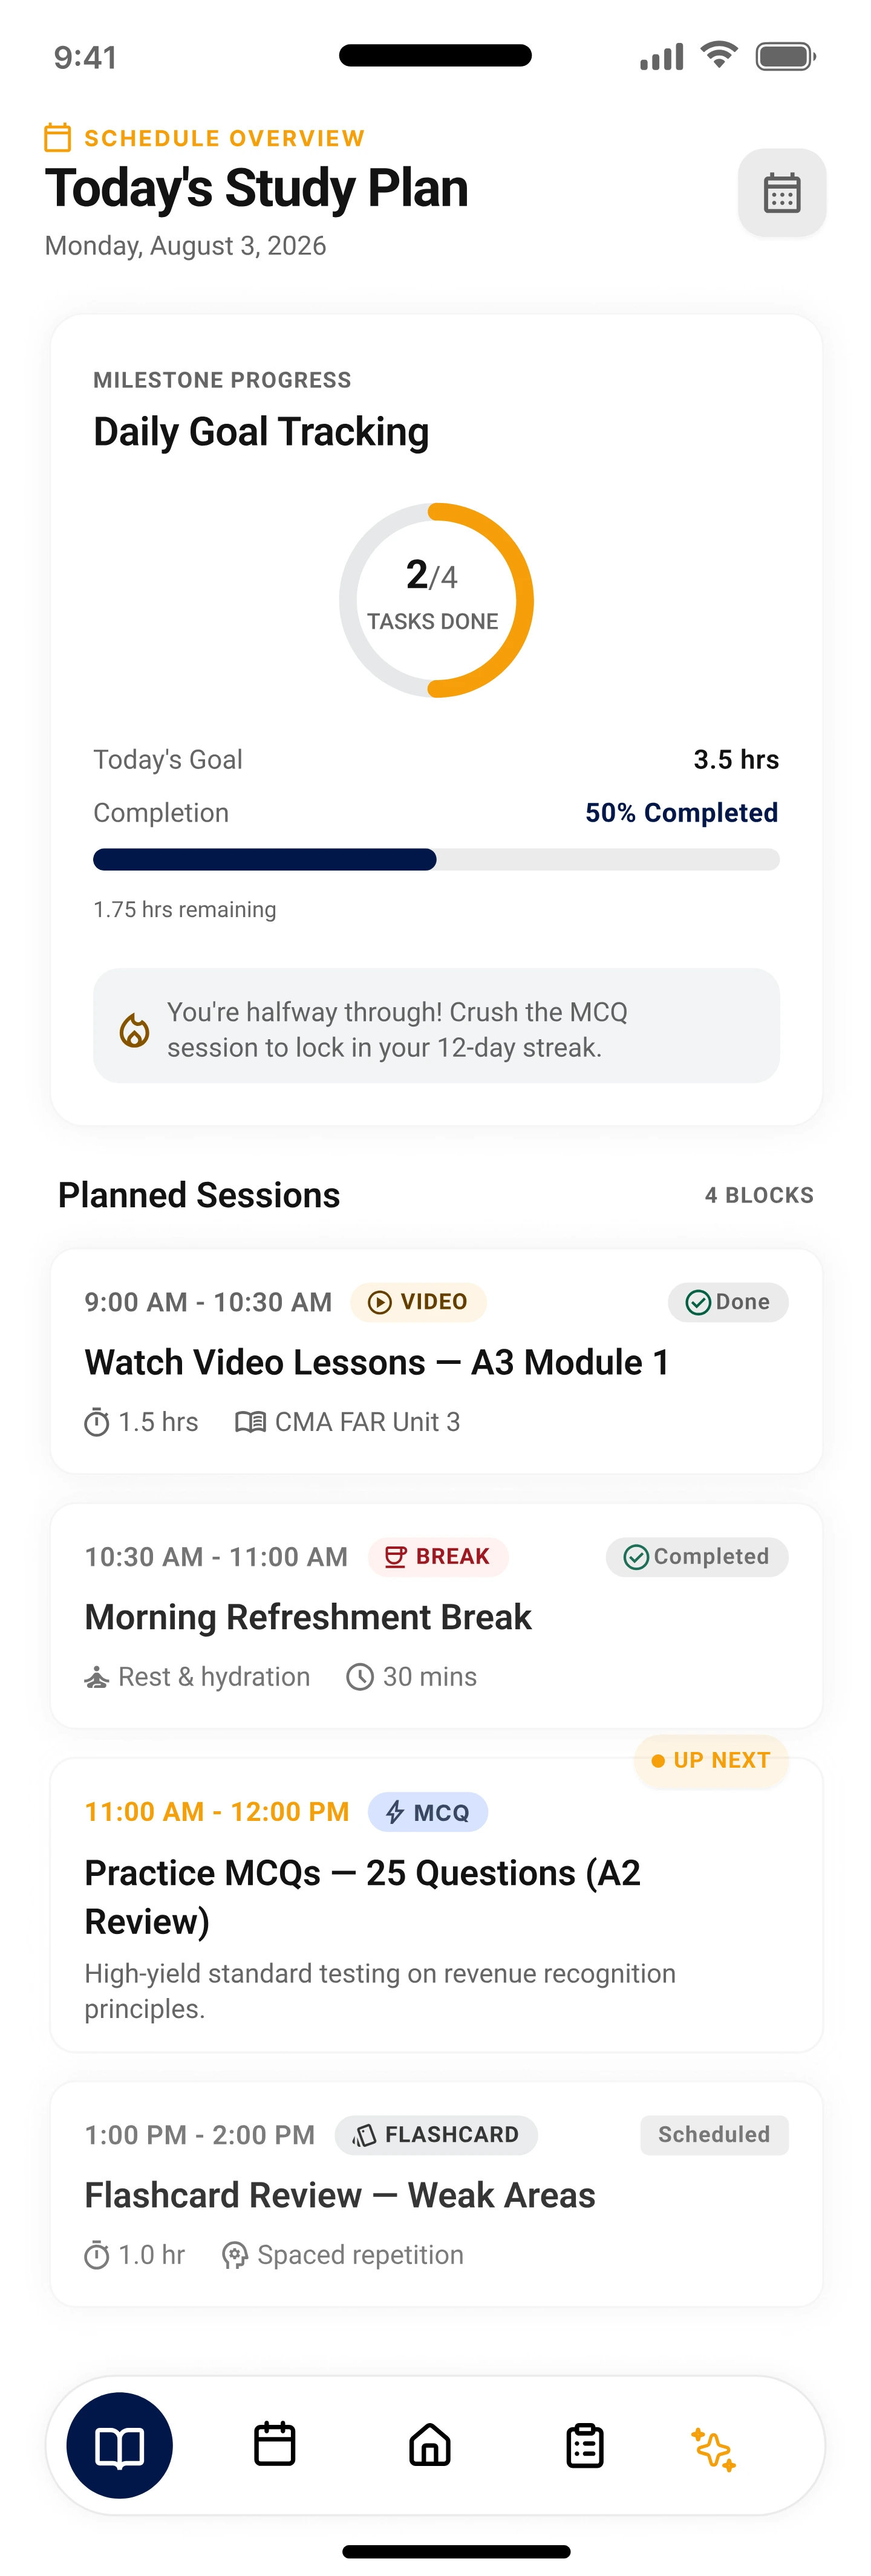 9:41
SCHEDULE OVERVIEW
Today's Study Plan
Monday, August 3, 2026
MILESTONE PROGRESS
Daily Goal Tracking
2/4
TASKS DONE
Today's Goal 3.5 hrs
Completion 50% Completed
1.75 hrs remaining
You're halfway through! Crush the MCQ
session to lock in your 12-day streak.
Planned Sessions 4 BLOCKS
9:00 AM - 10:30 AM VIDEO Done
Watch Video Lessons — A3 Module 1
1.5 hrs CMA FAR Unit 3
10:30 AM - 11:00 AM BREAK Completed
Morning Refreshment Break
Rest & hydration 30 mins
UP NEXT
11:00 AM - 12:00 PM MCQ
Practice MCQs — 25 Questions (A2
Review)
High-yield standard testing on revenue recognition
principles.
1:00 PM - 2:00 PM FLASHCARD Scheduled
Flashcard Review — Weak Areas
1.0 hr Spaced repetition